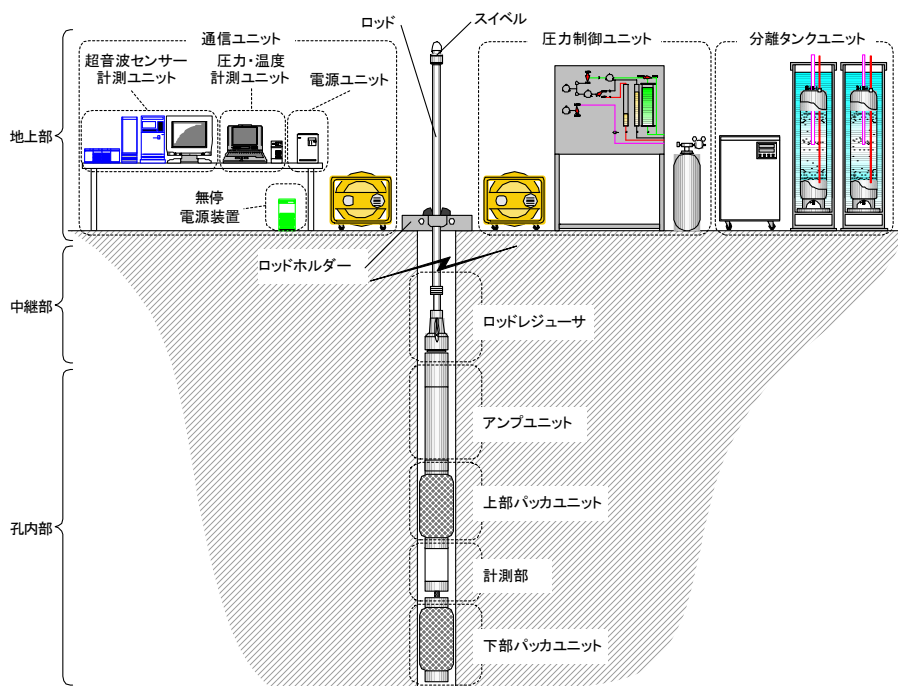 ロッド
スイベル
通信ユニット
圧力制御ユニット
分離タンクユニット
超音波センサー
計測ユニット
圧力・温度
計測ユニット
電源ユニット
地上部
無停電
電源装置
ロッドホルダー
中継部
ロッドレジューサ
アンプユニット
上部パッカユニット
孔内部
計測部
下部パッカユニット